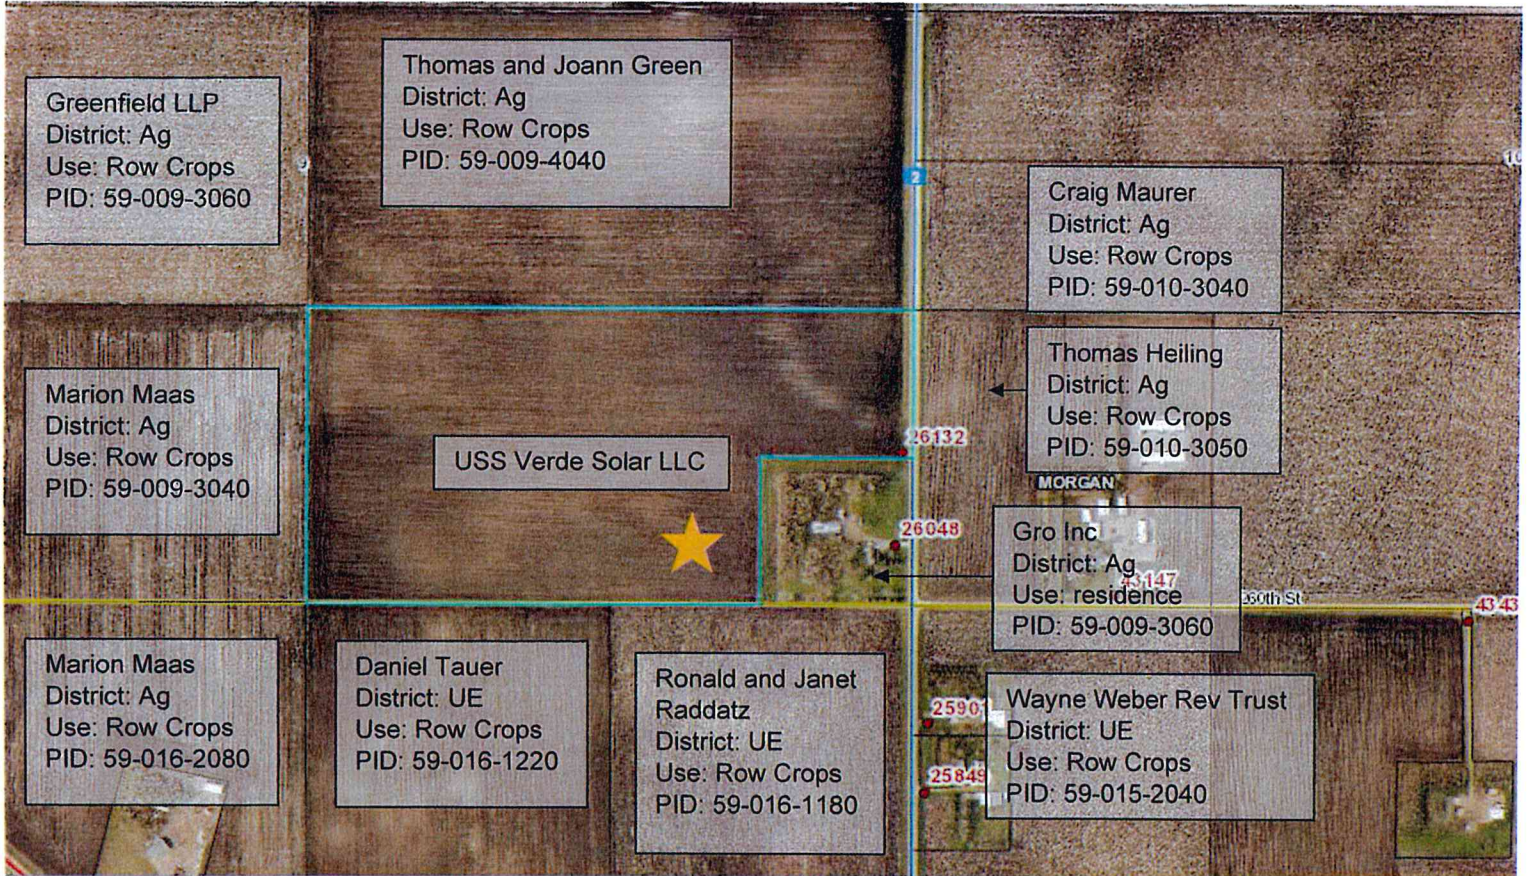 Greenfield LLP
District: Ag
Use: Row Crops
PID: 59-009-3060
Thomas and Joann Green
District: Ag
Use: Row Crops
PID: 59-009-4040
2
10
Craig Maurer
District: Ag
Use: Row Crops
PID: 59-010-3040
Marion Maas
District: Ag
Use: Row Crops
PID: 59-009-3040
USS Verde Solar LLC
Thomas Heiling
District: Ag
Use: Row Crops
PID: 59-010-3050
26132
MORGAN
26048
Gro Inc
District: Ag
Use: residence
PID: 59-009-3060
43147
260th St
4343
Marion Maas
District: Ag
Use: Row Crops
PID: 59-016-2080
Daniel Tauer
District: UE
Use: Row Crops
PID: 59-016-1220
Ronald and Janet
Raddatz
District: UE
Use: Row Crops
PID: 59-016-1180
25849
Wayne Weber Rev Trust
District: UE
Use: Row Crops
PID: 59-015-2040